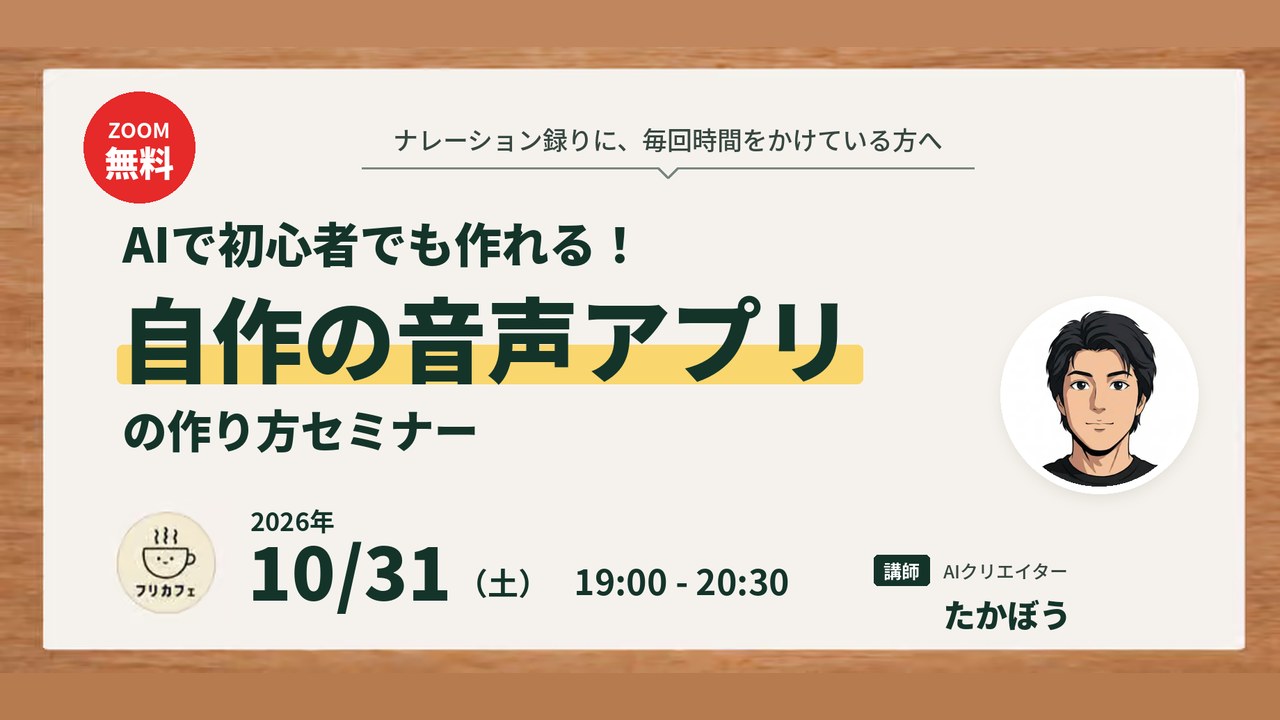 ZOOM
無料
ナレーション録りに、毎回時間をかけている方へ
AIで初心者でも作れる！
自作の音声アプリ
の作り方セミナー
フリカフェ
2026年
10/31（土） 19:00 - 20:30
講師 AIクリエイター
たかぼう